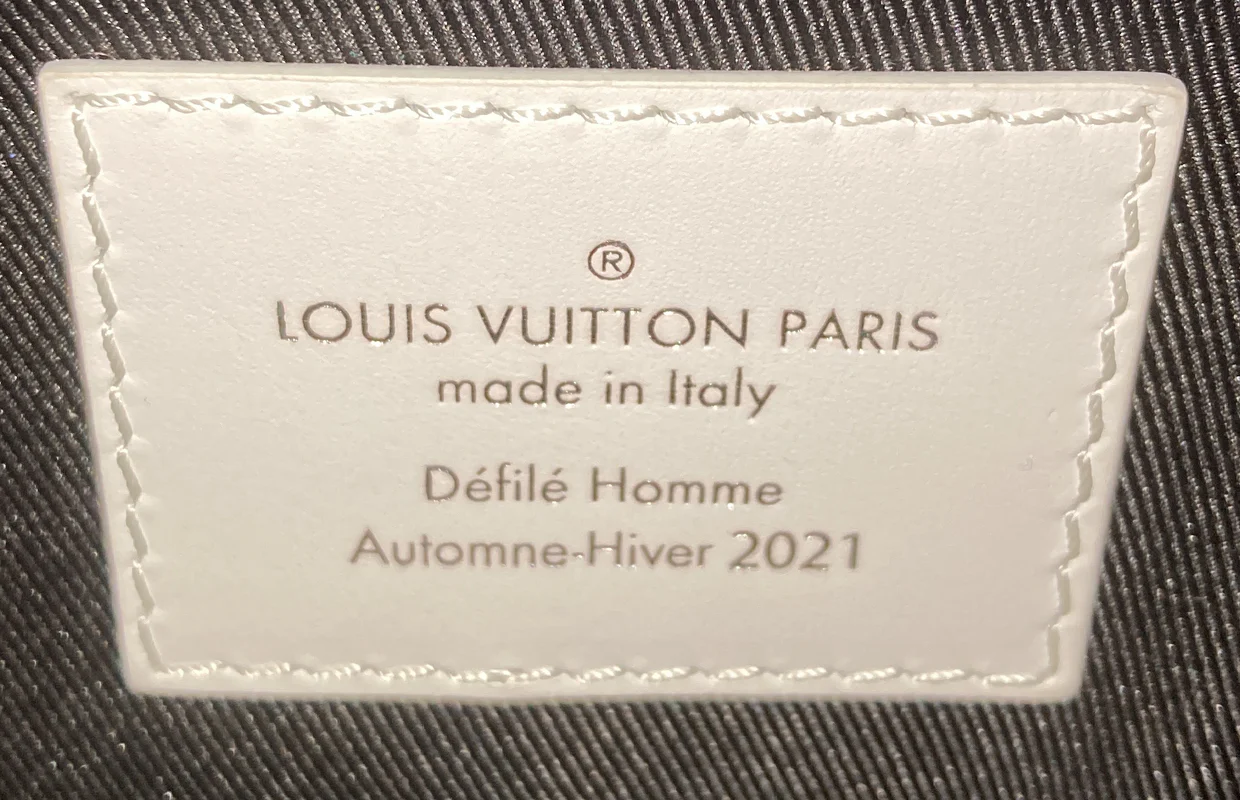 ®
LOUIS VUITTON PARIS
made in Italy
Défilé Homme
Automne-Hiver 2021